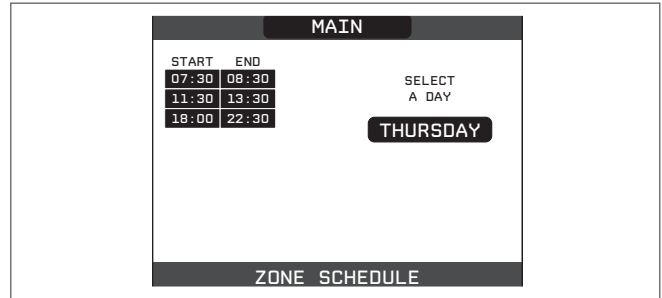 MAIN
START END
07:30 08:30
11:30 13:30
18:00 22:30
SELECT
A DAY
THURSDAY
ZONE SCHEDULE